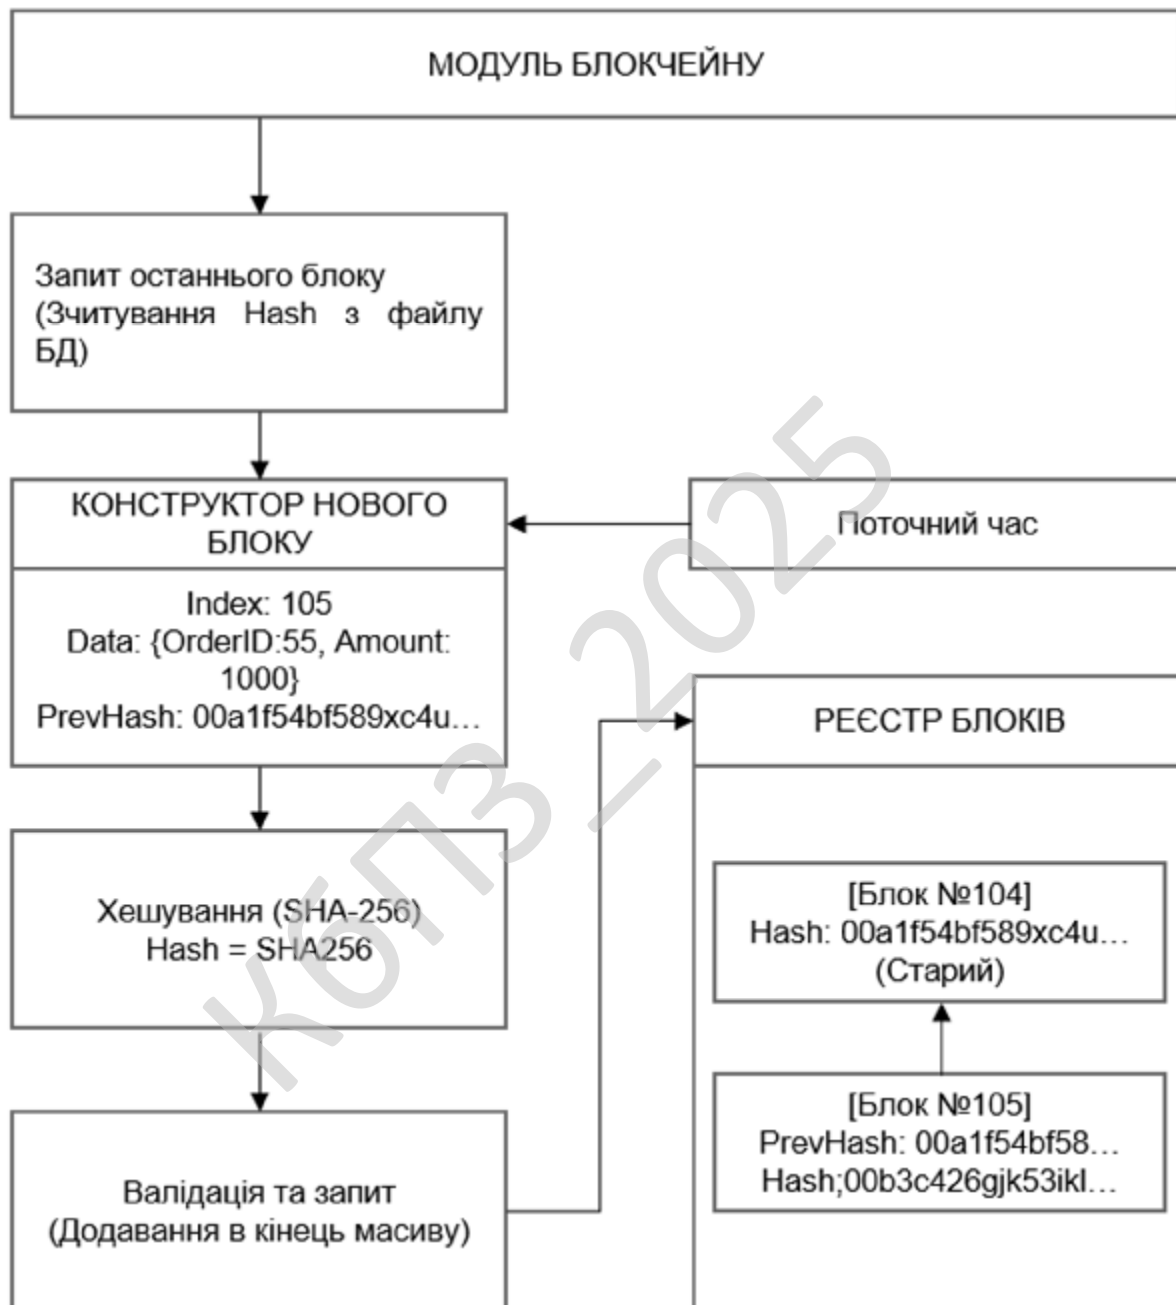 МОДУЛЬ БЛОКЧЕЙНУ
Запит останнього блоку
(Зчитування Hash з файлу
БД)
КОНСТРУКТОР НОВОГО
БЛОКУ
Index: 105
Data: {OrderID:55, Amount:
1000}
PrevHash: 00a1f54bf589xc4u...
Поточний час
Хешування (SHA-256)
Hash = SHA256
Валідація та запит
(Додавання в кінець масиву)
РЕЄСТР БЛОКІВ
[Блок №104]
Hash: 00a1f54bf589xc4u...
(Старий)
[Блок №105]
PrevHash: 00a1f54bf58...
Hash;00b3c426gjk53ikl...
КбПЗ_2025